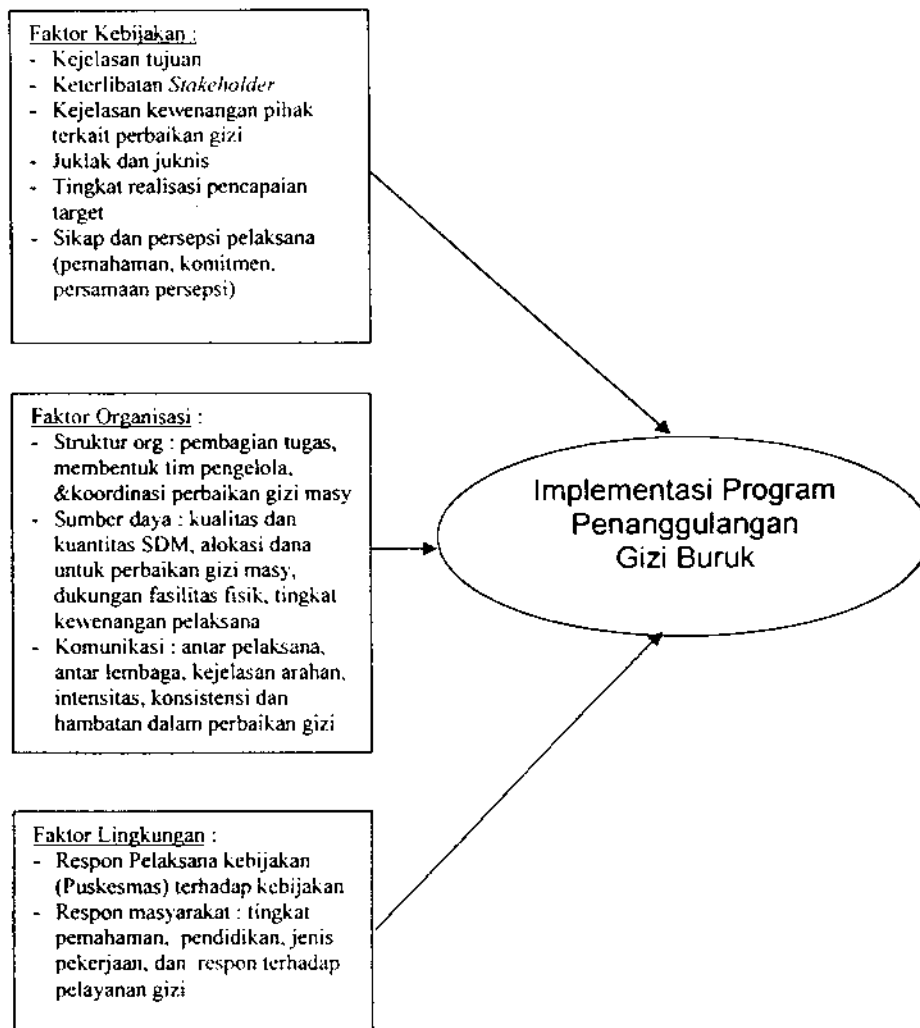 Faktor Kebijakan :
- Kejelasan tujuan
- Keterlibatan Stakeholder
- Kejelasan kewenangan pihak
terkait perbaikan gizi
- Juklak dan juknis
- Tingkat realisasi pencapaian
target
- Sikap dan persepsi pelaksana
(pemahaman, komitmen,
persamaan persepsi)
Faktor Organisasi :
- Struktur org : pembagian tugas,
membentuk tim pengelola,
&koordinasi perbaikan gizi masy
- Sumber daya : kualitas dan
kuantitas SDM, alokasi dana
untuk perbaikan gizi masy,
dukungan fasilitas fisik, tingkat
kewenangan pelaksana
- Komunikasi : antar pelaksana,
antar lembaga, kejelasan arahan,
intensitas, konsistensi dan
hambatan dalam perbaikan gizi
Implementasi Program
Penanggulangan
Gizi Buruk
Faktor Lingkungan :
- Respon Pelaksana kebijakan
(Puskesmas) terhadap kebijakan
- Respon masyarakat : tingkat
pemahaman, pendidikan, jenis
pekerjaan, dan respon terhadap
pelayanan gizi